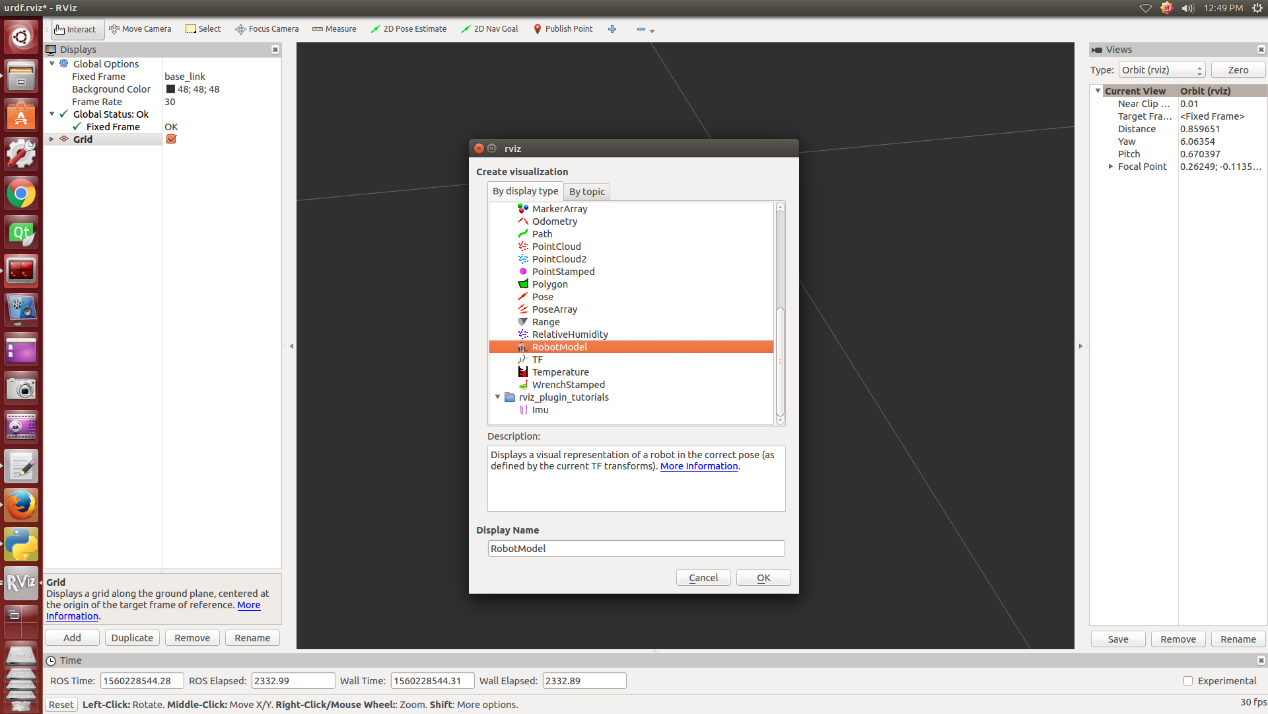 urdf.rviz* - RViz
12:49 PM
Interact
Move Camera
Select
Focus Camera
Measure
2D Pose Estimate
2D Nav Goal
Publish Point
Displays
Global Options
Fixed Frame base_link
Background Color 48; 48; 48
Frame Rate 30
Global Status: Ok
Fixed Frame OK
Grid
Grid
Displays a grid along the ground plane, centered at
the origin of the target frame of reference. More
Information.
Add
Duplicate
Remove
Rename
rviz
Create visualization
By display type
By topic
MarkerArray
Odometry
Path
PointCloud
PointCloud2
PointStamped
Polygon
Pose
PoseArray
Range
RelativeHumidity
RobotModel
TF
Temperature
WrenchStamped
rviz_plugin_tutorials
Imu
Description:
Displays a visual representation of a robot in the correct pose (as
defined by the current TF transforms). More Information.
Display Name
RobotModel
Cancel
OK
Views
Type: Orbit (rviz)
Zero
Current View Orbit (rviz)
Near Clip ... 0.01
Target Fra... <Fixed Frame>
Distance 0.859651
Yaw 6.06354
Pitch 0.670397
Focal Point 0.26249; -0.1135...
Save
Remove
Rename
Qt
RViz
Time
ROS Time: 1560228544.28
ROS Elapsed: 2332.99
Wall Time: 1560228544.31
Wall Elapsed: 2332.89
Experimental
Reset
Left-Click: Rotate. Middle-Click: Move X/Y. Right-Click/Mouse Wheel:: Zoom. Shift: More options.
30 fps